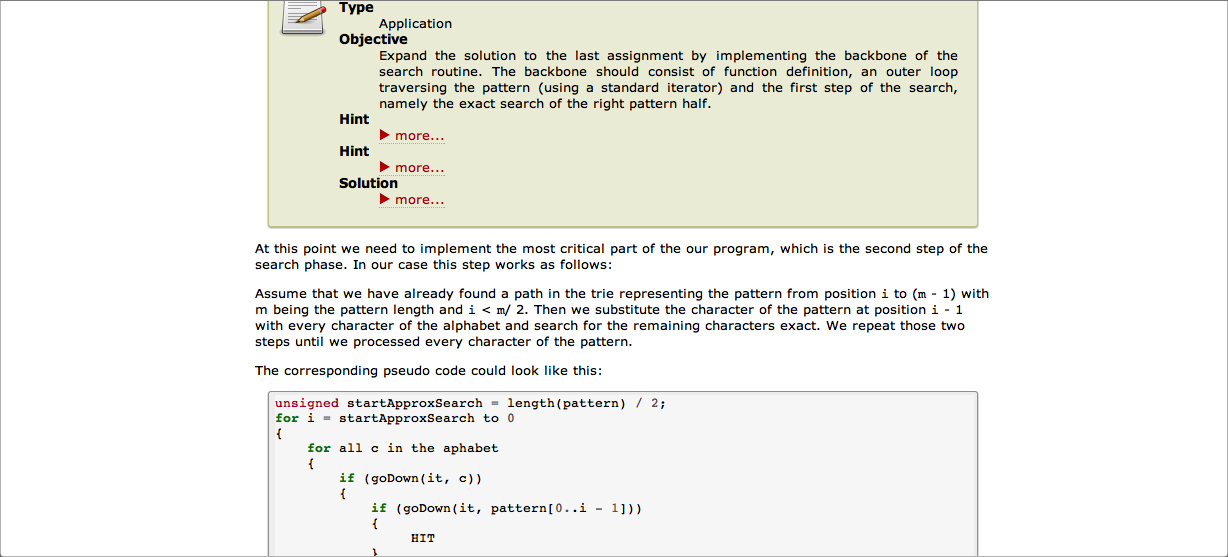 Type
Application
Objective
Expand the solution to the last assignment by implementing the backbone of the
search routine. The backbone should consist of function definition, an outer loop
traversing the pattern (using a standard iterator) and the first step of the search,
namely the exact search of the right pattern half.
Hint
more...
Hint
more...
Solution
more...
At this point we need to implement the most critical part of the our program, which is the second step of the
search phase. In our case this step works as follows:
Assume that we have already found a path in the trie representing the pattern from position i to (m - 1) with
m being the pattern length and i < m/ 2. Then we substitute the character of the pattern at position i - 1
with every character of the alphabet and search for the remaining characters exact. We repeat those two
steps until we processed every character of the pattern.
The corresponding pseudo code could look like this:
unsigned startApproxSearch = length(pattern) / 2;
for i = startApproxSearch to 0
{
for all c in the aphabet
{
if (goDown(it, c))
{
if (goDown(it, pattern[0..i - 1]))
{
HIT
}